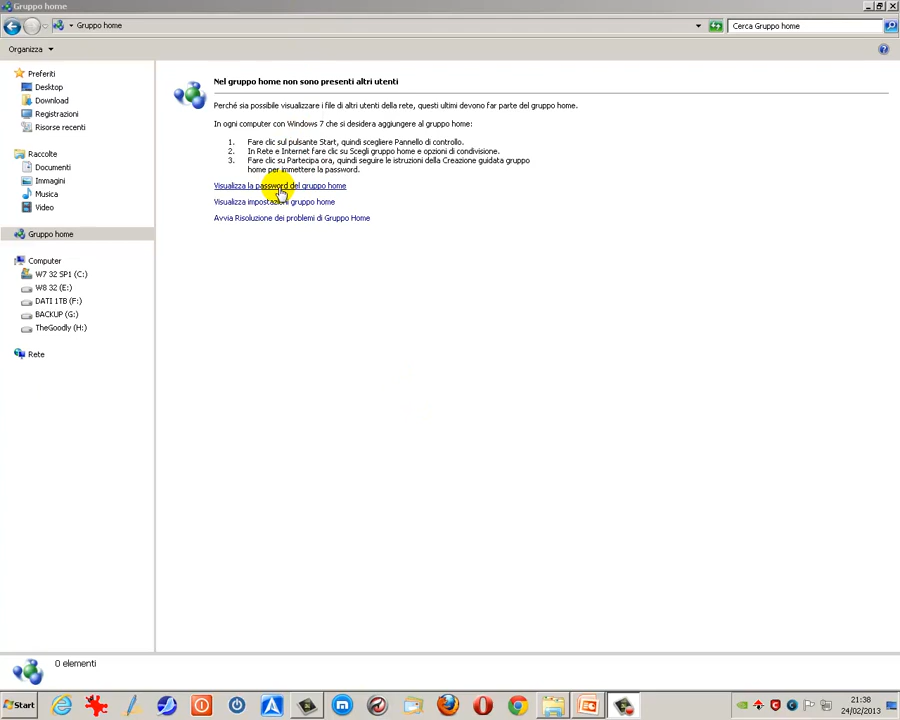 Gruppo home
Gruppo home
Cerca Gruppo home
Organizza
Preferiti
Desktop
Download
Registrazioni
Risorse recenti
Raccolte
Documenti
Immagini
Musica
Video
Gruppo home
Computer
W7 32 SP1 (C:)
W8 32 (E:)
DATI 1TB (F:)
BACKUP (G:)
TheGoodly (H:)
Rete
Nel gruppo home non sono presenti altri utenti
Perché sia possibile visualizzare i file di altri utenti della rete, questi ultimi devono far parte del gruppo home.
In ogni computer con Windows 7 che si desidera aggiungere al gruppo home:
1. Fare clic sul pulsante Start, quindi scegliere Pannello di controllo.
2. In Rete e Internet fare clic su Scegli gruppo home e opzioni di condivisione.
3. Fare clic su Partecipa ora, quindi seguire le istruzioni della Creazione guidata gruppo
home per immettere la password.
Visualizza la password del gruppo home
Visualizza impostazioni gruppo home
Avvia Risoluzione dei problemi di Gruppo Home
0 elementi
Start
21:38
24/02/2013